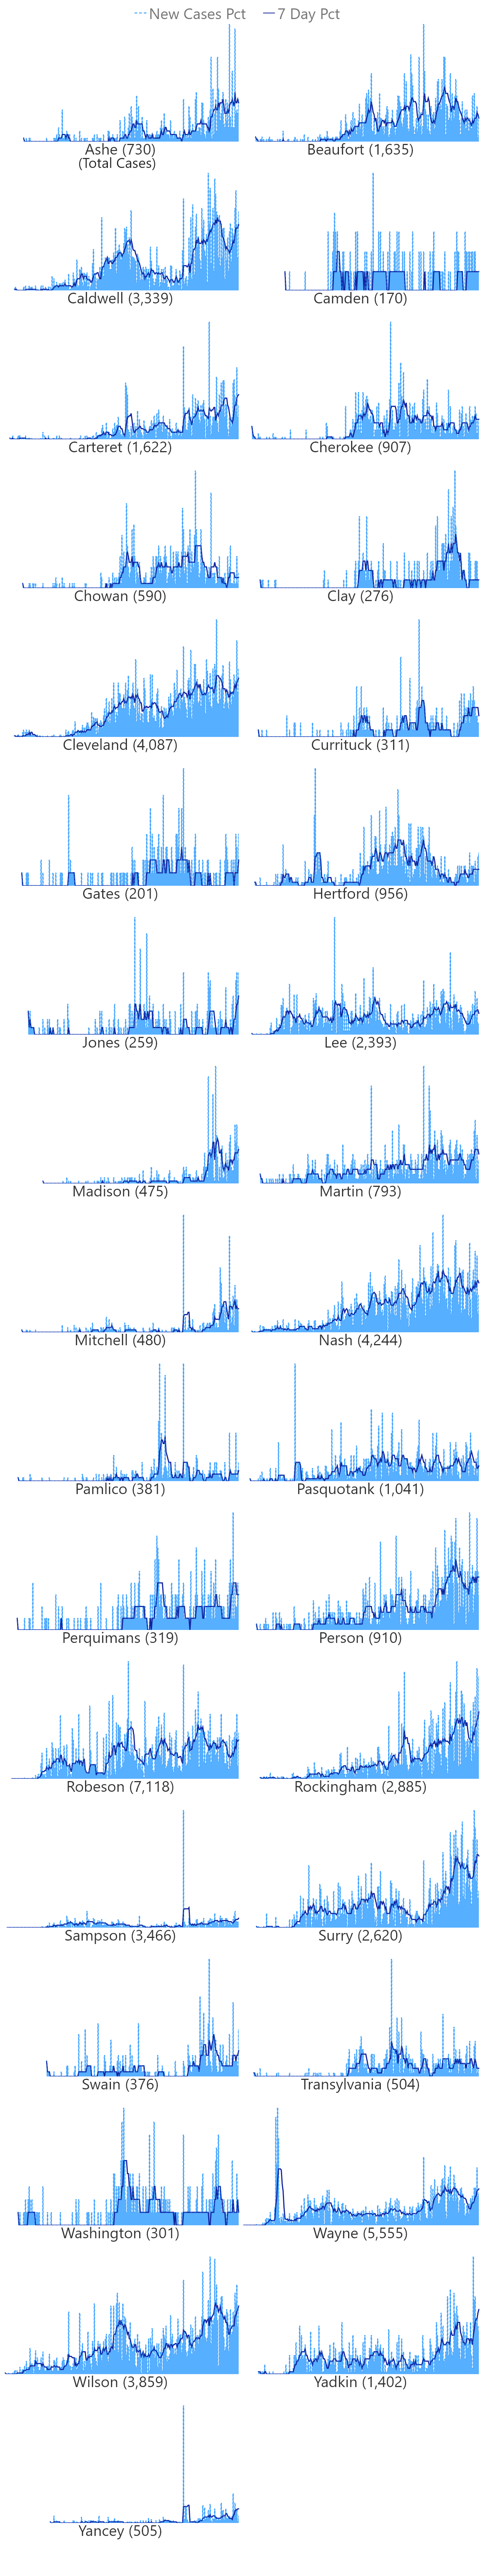 New Cases Pct 7 Day Pct
Ashe (730) Beaufort (1,635)
(Total Cases)
Caldwell (3,339) Camden (170)
Carteret (1,622) Cherokee (907)
Chowan (590) Clay (276)
Cleveland (4,087) Currituck (311)
Gates (201) Hertford (956)
Jones (259) Lee (2,393)
Madison (475) Martin (793)
Mitchell (480) Nash (4,244)
Pamlico (381) Pasquotank (1,041)
Perquimans (319) Person (910)
Robeson (7,118) Rockingham (2,885)
Sampson (3,466) Surry (2,620)
Swain (376) Transylvania (504)
Washington (301) Wayne (5,555)
Wilson (3,859) Yadkin (1,402)
Yancey (505)